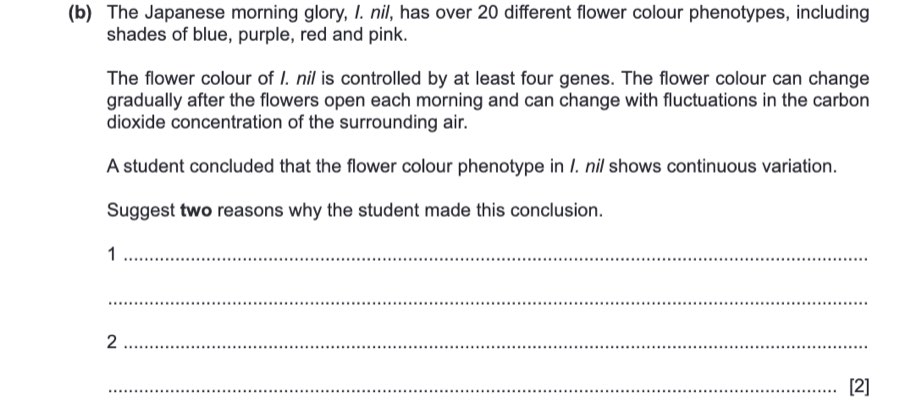 (b) The Japanese morning glory, I. nil, has over 20 different flower colour phenotypes, including
shades of blue, purple, red and pink.
The flower colour of I. nil is controlled by at least four genes. The flower colour can change
gradually after the flowers open each morning and can change with fluctuations in the carbon
dioxide concentration of the surrounding air.
A student concluded that the flower colour phenotype in I. nil shows continuous variation.
Suggest two reasons why the student made this conclusion.
1 ..........................................................................................
..........................................................................................
2 ..........................................................................................
.......................................................................................... [2]